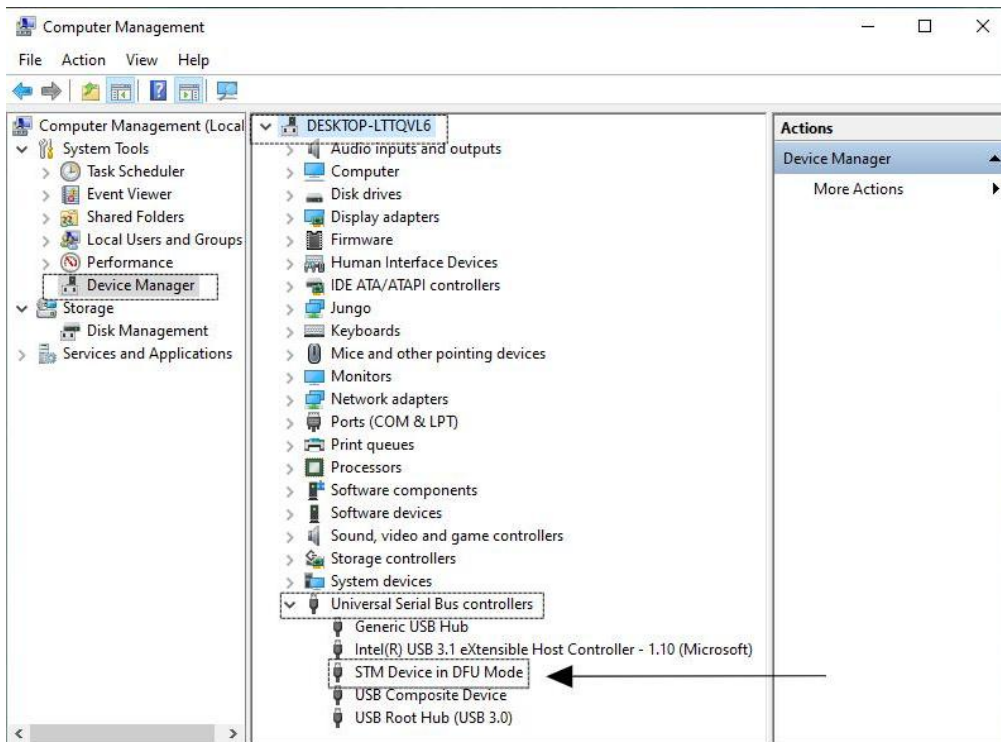 Computer Management
File Action View Help
Computer Management (Local
System Tools
Task Scheduler
Event Viewer
Shared Folders
Local Users and Groups
Performance
Device Manager
Storage
Disk Management
Services and Applications
DESKTOP-LTTQVL6
Audio inputs and outputs
Computer
Disk drives
Display adapters
Firmware
Human Interface Devices
IDE ATA/ATAPI controllers
Jungo
Keyboards
Mice and other pointing devices
Monitors
Network adapters
Ports (COM & LPT)
Print queues
Processors
Software components
Software devices
Sound, video and game controllers
Storage controllers
System devices
Universal Serial Bus controllers
Generic USB Hub
Intel(R) USB 3.1 eXtensible Host Controller - 1.10 (Microsoft)
STM Device in DFU Mode
USB Composite Device
USB Root Hub (USB 3.0)
Actions
Device Manager
More Actions